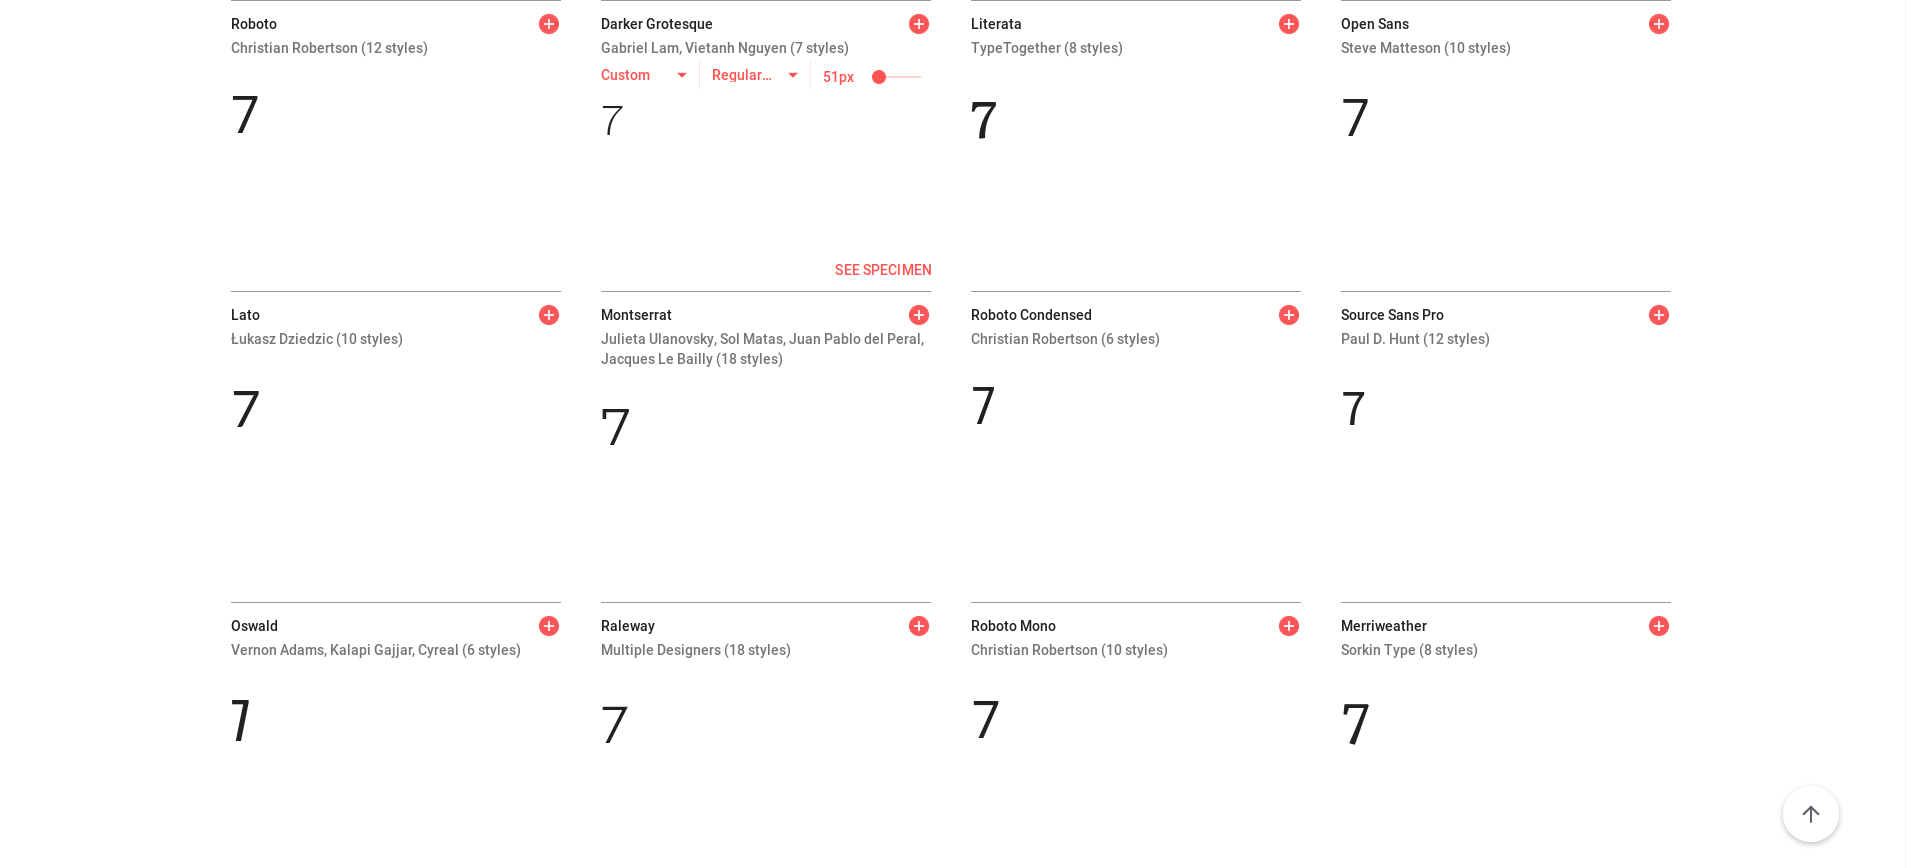 Roboto
Christian Robertson (12 styles)
7
Darker Grotesque
Gabriel Lam, Vietanh Nguyen (7 styles)
Custom Regular... 51px
7
SEE SPECIMEN
Literata
TypeTogether (8 styles)
7
Open Sans
Steve Matteson (10 styles)
7
Lato
Łukasz Dziedzic (10 styles)
7
Montserrat
Julieta Ulanovsky, Sol Matas, Juan Pablo del Peral,
Jacques Le Bailly (18 styles)
7
Roboto Condensed
Christian Robertson (6 styles)
7
Source Sans Pro
Paul D. Hunt (12 styles)
7
Oswald
Vernon Adams, Kalapi Gajjar, Cyreal (6 styles)
7
Raleway
Multiple Designers (18 styles)
7
Roboto Mono
Christian Robertson (10 styles)
7
Merriweather
Sorkin Type (8 styles)
7